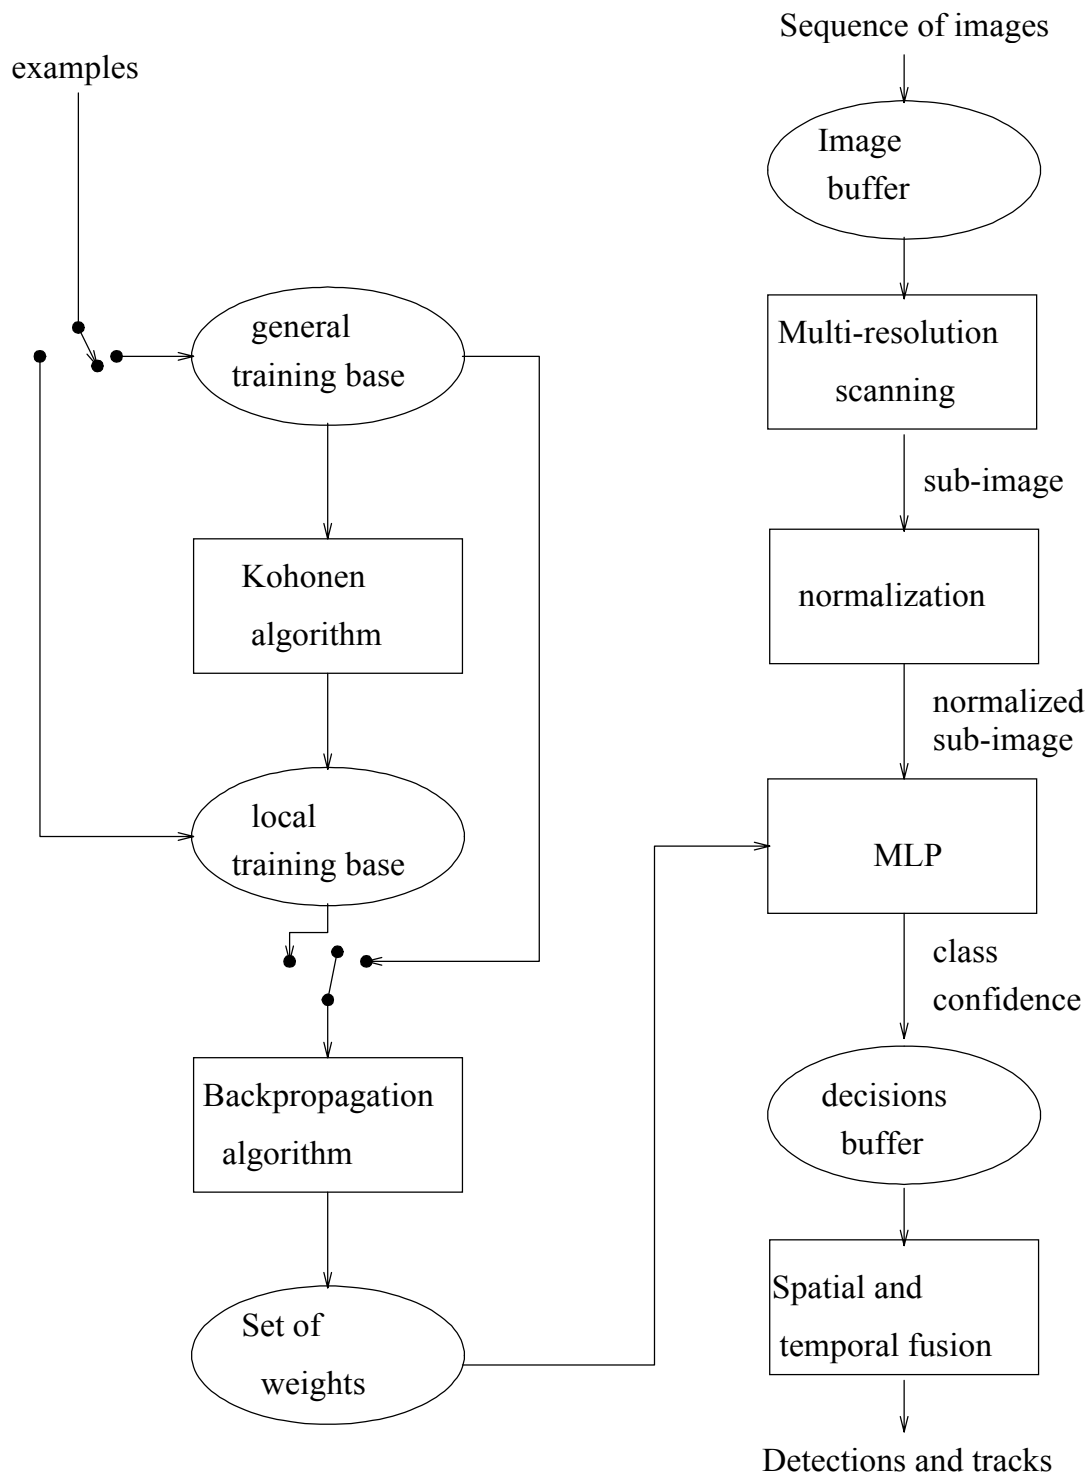 examples
general
training base
Kohonen
algorithm
local
training base
Backpropagation
algorithm
Set of
weights
Sequence of images
Image
buffer
Multi-resolution
scanning
sub-image
normalization
normalized
sub-image
MLP
class
confidence
decisions
buffer
Spatial and
temporal fusion
Detections and tracks